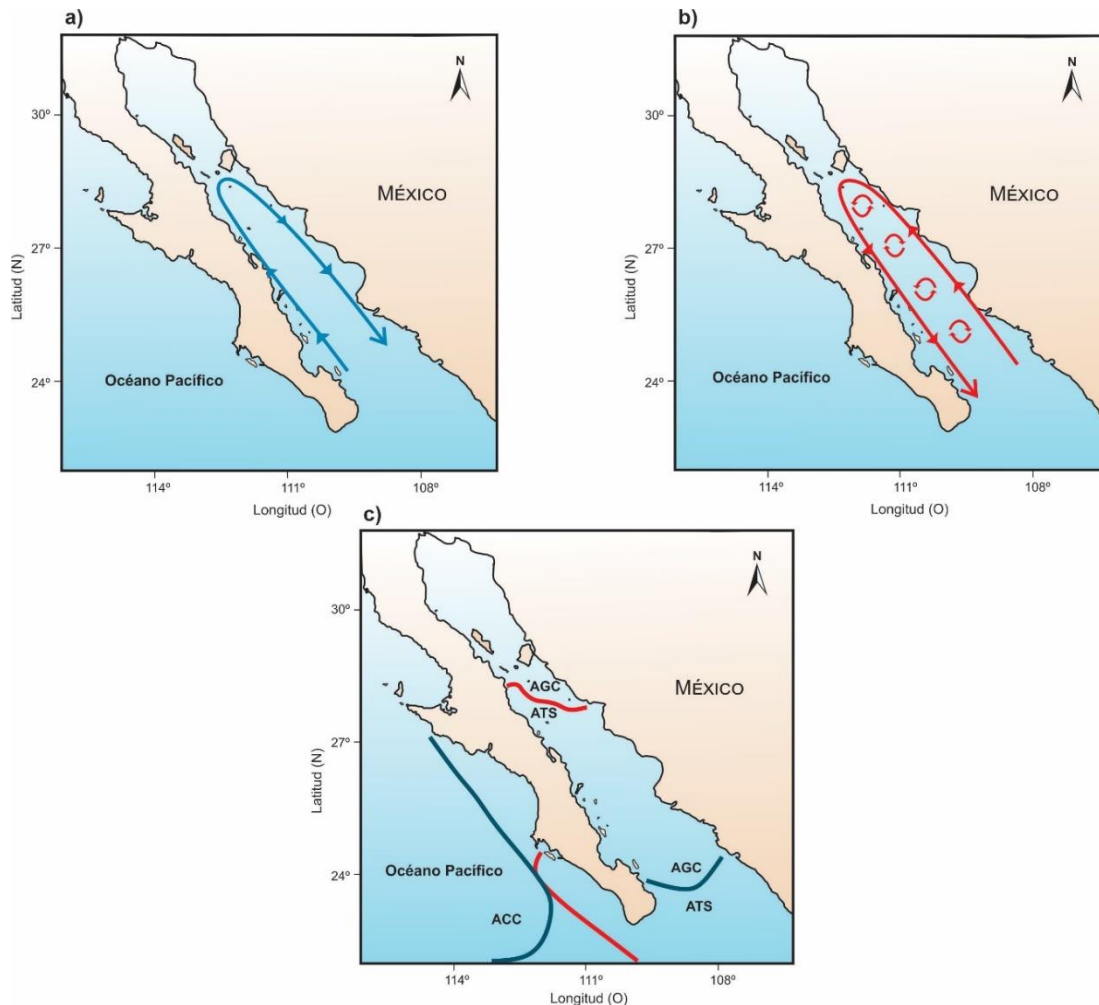 a)
N
30º
MÉXICO
27º
Latitud (N)
24º
Océano Pacífico
114º
111º
108º
Longitud (O)
b)
N
30º
MÉXICO
27º
Latitud (N)
24º
Océano Pacífico
114º
111º
108º
Longitud (O)
c)
N
30º
AGC
MÉXICO
ATS
27º
Latitud (N)
Océano Pacífico
24º
AGC
ATS
ACC
114º
111º
108º
Longitud (O)